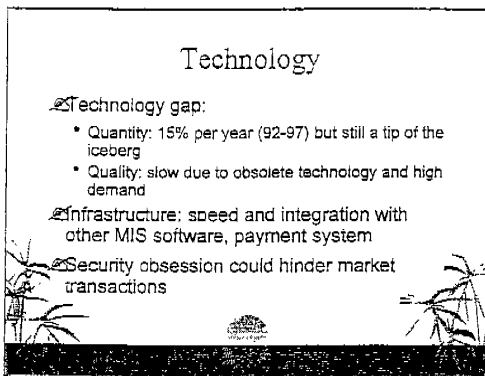 Technology
Technology gap:
• Quantity: 15% per year (92-97) but still a tip of the
iceberg
• Quality: slow due to obsolete technology and high
demand
Infrastructure: speed and integration with
other MIS software, payment system
Security obsession could hinder market
transactions